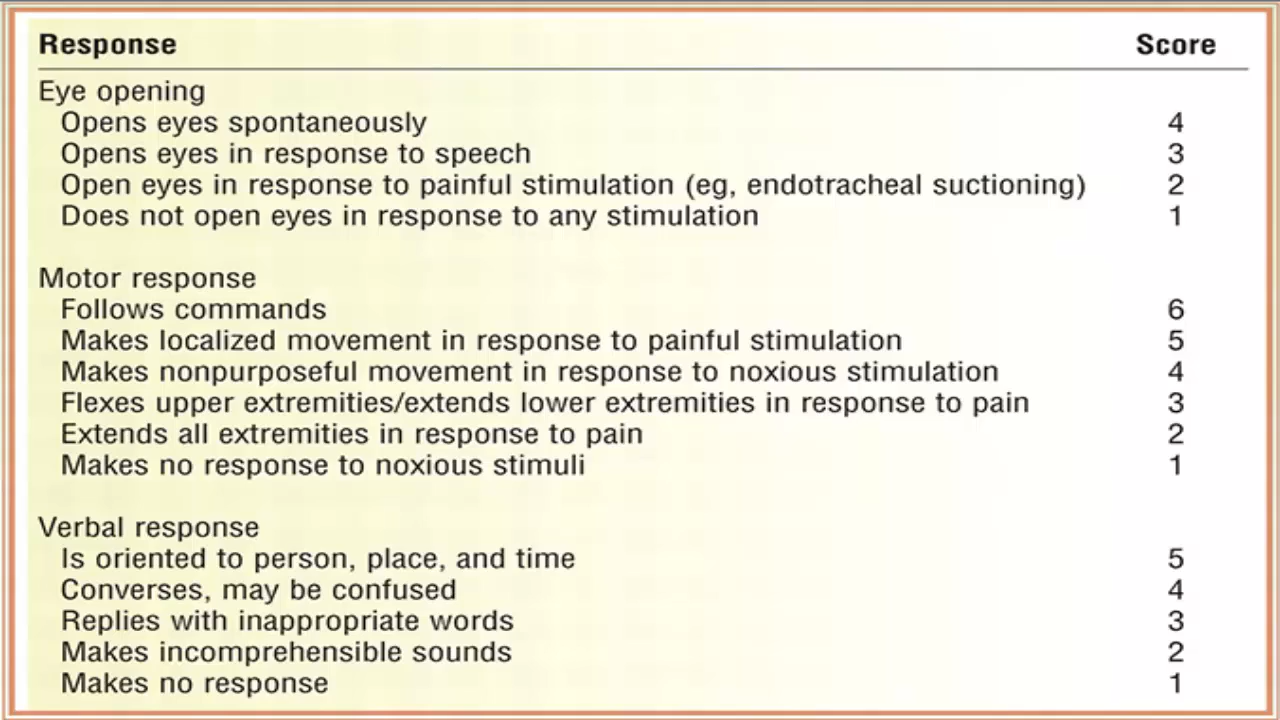 Response Score
Eye opening
Opens eyes spontaneously 4
Opens eyes in response to speech 3
Open eyes in response to painful stimulation (eg, endotracheal suctioning) 2
Does not open eyes in response to any stimulation 1
Motor response
Follows commands 6
Makes localized movement in response to painful stimulation 5
Makes nonpurposeful movement in response to noxious stimulation 4
Flexes upper extremities/extends lower extremities in response to pain 3
Extends all extremities in response to pain 2
Makes no response to noxious stimuli 1
Verbal response
Is oriented to person, place, and time 5
Converses, may be confused 4
Replies with inappropriate words 3
Makes incomprehensible sounds 2
Makes no response 1